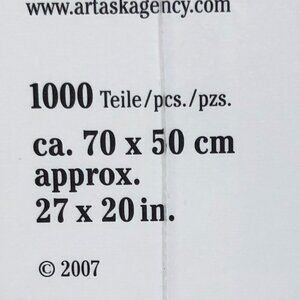 www.artaskagency.com
1000 Teile/pcs./pzs.
ca. 70 x 50 cm
approx.
27 x 20 in.
© 2007